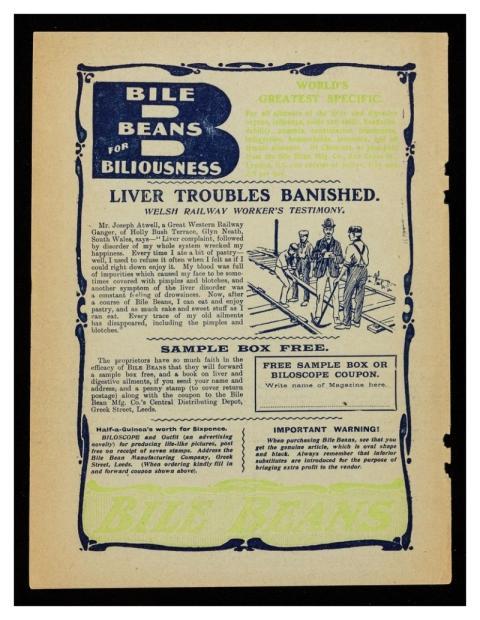 BILE
BEANS
FOR
BILIOUSNESS
WORLD'S
GREATEST SPECIFIC.
LIVER TROUBLES BANISHED.
WELSH RAILWAY WORKER'S TESTIMONY.
Mr. Joseph Atwell, a Great Western Railway
Ganger, of Holly Bush Terrace, Glyn Neath,
South Wales, says—"Liver complaint, followed
by disorder of my whole system wrecked my
happiness. Every time I ate a bit of pastry—
well, I used to refuse it often when I felt as if I
could right down enjoy it. My blood was full
of impurities which caused my face to be some-
times covered with pimples and blotches, and
another symptom of the liver disorder was
a constant feeling of drowsiness. Now, after
a course of Bile Beans, I can eat and enjoy
pastry, and as much cake and sweet stuff as I
can eat. Every trace of my old ailments
has disappeared, including the pimples and
blotches."
SAMPLE BOX FREE.
The proprietors have so much faith in the
efficacy of BILE BEANS that they will forward
a sample box free, and a book on liver and
digestive ailments, if you send your name and
address, and a penny stamp (to cover return
postage) along with the coupon to the Bile
Bean Mfg. Co.'s Central Distributing Depot,
Greek Street, Leeds.
FREE SAMPLE BOX OR
BILOSCOPE COUPON.
Write name of Magazine here.
Half-a-Guinea's worth for Sixpence.
BILOSCOPE and Outfit (an advertising
novelty) for producing life-like pictures, post
free on receipt of seven stamps. Address the
Bile Bean Manufacturing Company, Greek
Street, Leeds. (When ordering kindly fill in
and forward coupon shown above).
IMPORTANT WARNING!
When purchasing Bile Beans, see that you
get the genuine article, which is oval shape
and black. Always remember that inferior
substitutes are introduced for the purpose of
bringing extra profit to the vendor.
BILE BEANS